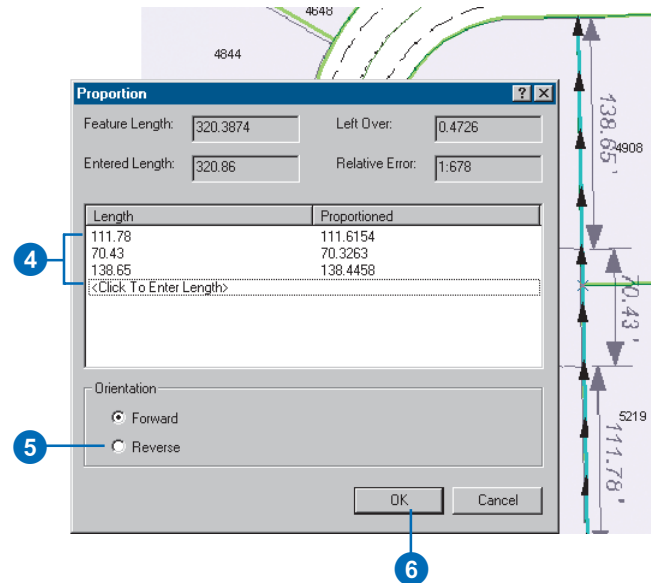 4648
4844
Proportion
Feature Length: 320.3874 Left Over: 0.4726
Entered Length: 320.86 Relative Error: 1:678
Length Proportioned
111.78 111.6154
70.43 70.3263
138.65 138.4458
<Click To Enter Length>
4
Orientation
Forward
5 Reverse
OK Cancel
6
138.65'
4908
70.43'
5219
111.78'